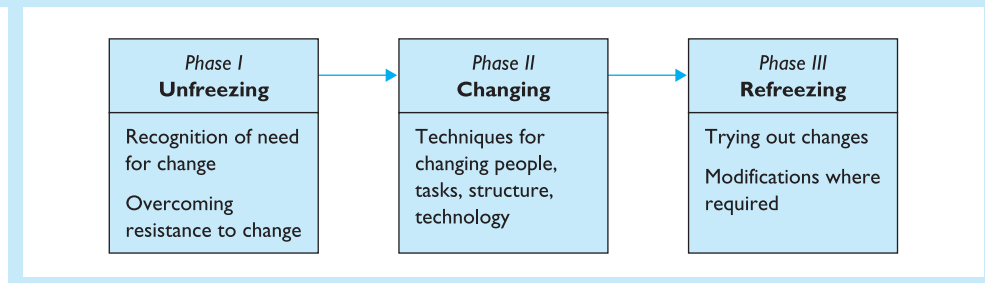 Phase I
Unfreezing
Recognition of need
for change
Overcoming
resistance to change
Phase II
Changing
Techniques for
changing people,
tasks, structure,
technology
Phase III
Refreezing
Trying out changes
Modifications where
required